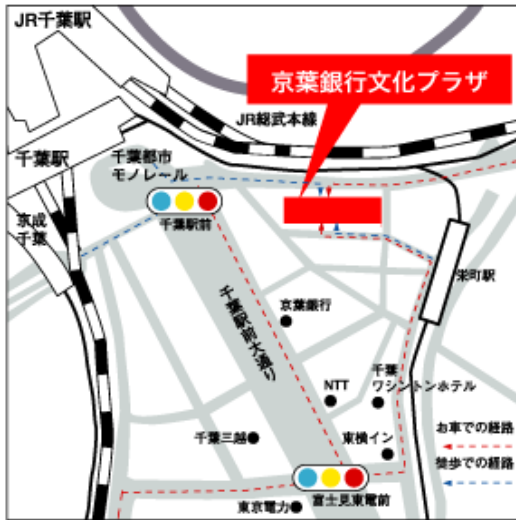 JR千葉駅
京葉銀行文化プラザ
JR総武本線
千葉駅
千葉都市
モノレール
千葉駅前
京成
千葉
栄町駅
京葉銀行
千葉駅前大通り
千葉
ワシントンホテル
NTT
お車での経路
千葉三越
東横イン
徒歩での経路
富士見東電前
東京電力